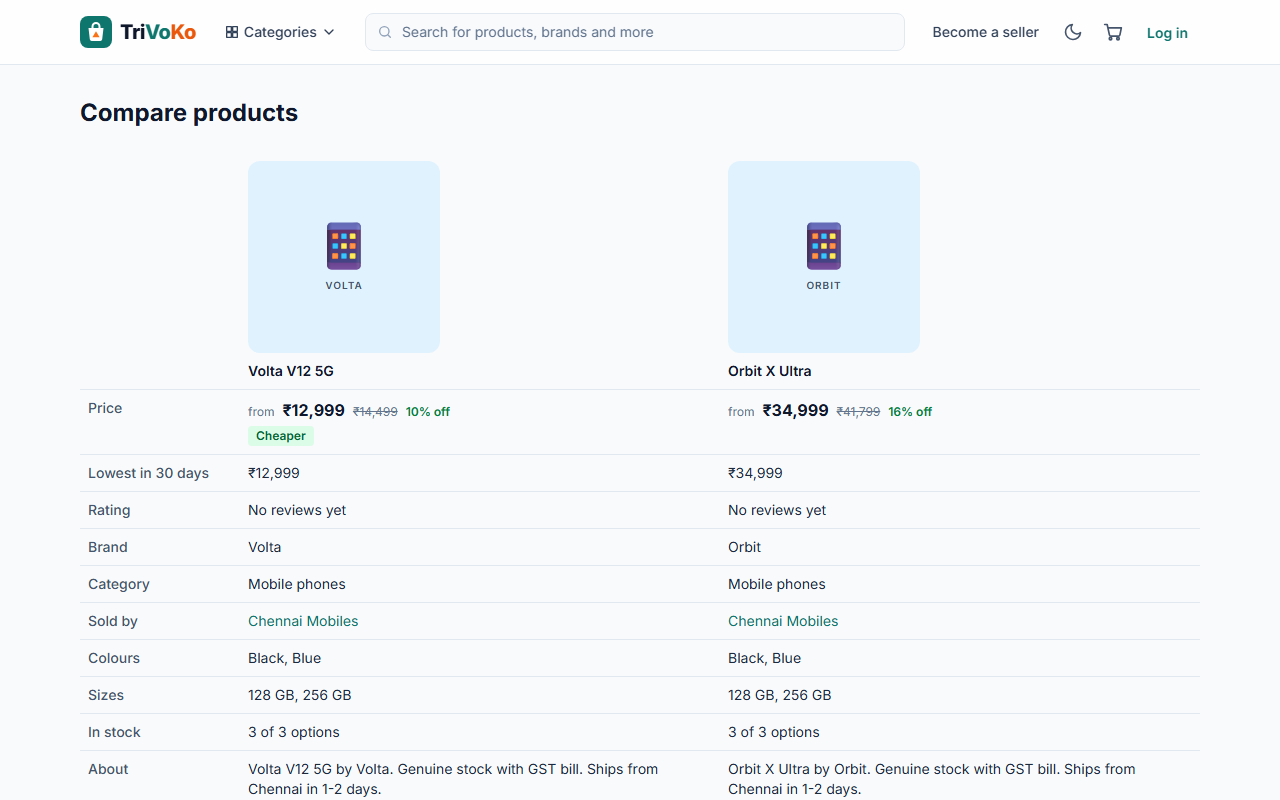 TriVoKo Categories Search for products, brands and more Become a seller Log in
Compare products
VOLTA ORBIT
Volta V12 5G Orbit X Ultra
Price from ₹12,999 ₹14,499 10% off from ₹34,999 ₹41,799 16% off
Cheaper
Lowest in 30 days ₹12,999 ₹34,999
Rating No reviews yet No reviews yet
Brand Volta Orbit
Category Mobile phones Mobile phones
Sold by Chennai Mobiles Chennai Mobiles
Colours Black, Blue Black, Blue
Sizes 128 GB, 256 GB 128 GB, 256 GB
In stock 3 of 3 options 3 of 3 options
About Volta V12 5G by Volta. Genuine stock with GST bill. Ships from Orbit X Ultra by Orbit. Genuine stock with GST bill. Ships from
Chennai in 1-2 days. Chennai in 1-2 days.